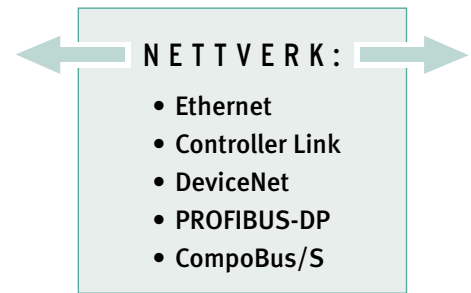 NETTVERK:
• Ethernet
• Controller Link
• DeviceNet
• PROFIBUS-DP
• CompoBus/S